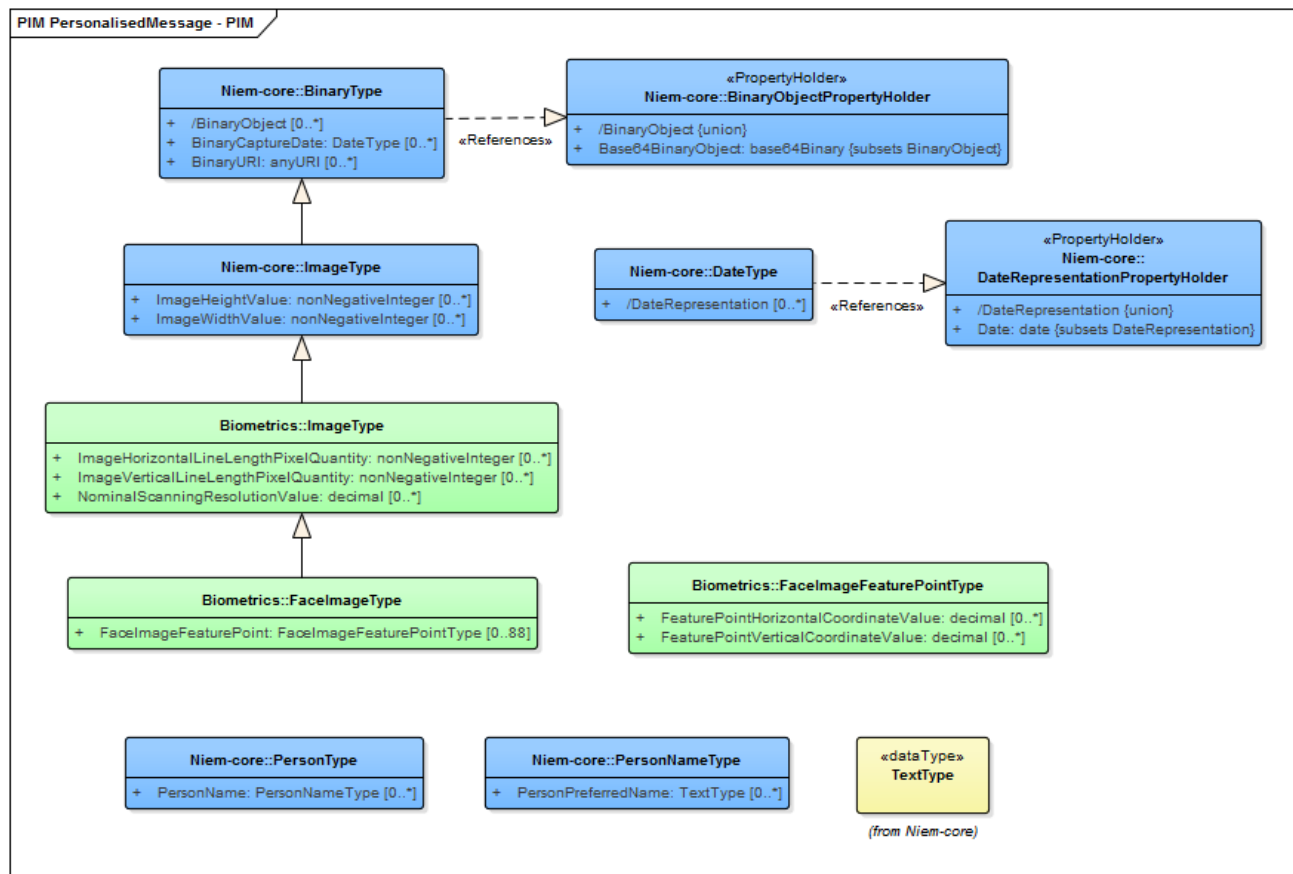 PIM PersonalisedMessage - PIM
Niem-core::BinaryType
+ /BinaryObject [0..*]
+ BinaryCaptureDate: DateType [0..*]
+ BinaryURI: anyURI [0..*]
«References»
«PropertyHolder»
Niem-core::BinaryObjectPropertyHolder
+ /BinaryObject {union}
+ Base64BinaryObject: base64Binary {subsets BinaryObject}
Niem-core::ImageType
+ ImageHeightValue: nonNegativeInteger [0..*]
+ ImageWidthValue: nonNegativeInteger [0..*]
Niem-core::DateType
+ /DateRepresentation [0..*]
«References»
«PropertyHolder»
Niem-core::
DateRepresentationPropertyHolder
+ /DateRepresentation {union}
+ Date: date {subsets DateRepresentation}
Biometrics::ImageType
+ ImageHorizontalLineLengthPixelQuantity: nonNegativeInteger [0..*]
+ ImageVerticalLineLengthPixelQuantity: nonNegativeInteger [0..*]
+ NominalScanningResolutionValue: decimal [0..*]
Biometrics::FaceImageType
+ FaceImageFeaturePoint: FaceImageFeaturePointType [0..88]
Biometrics::FaceImageFeaturePointType
+ FeaturePointHorizontalCoordinateValue: decimal [0..*]
+ FeaturePointVerticalCoordinateValue: decimal [0..*]
Niem-core::PersonType
+ PersonName: PersonNameType [0..*]
Niem-core::PersonNameType
+ PersonPreferredName: TextType [0..*]
«dataType»
TextType
(from Niem-core)